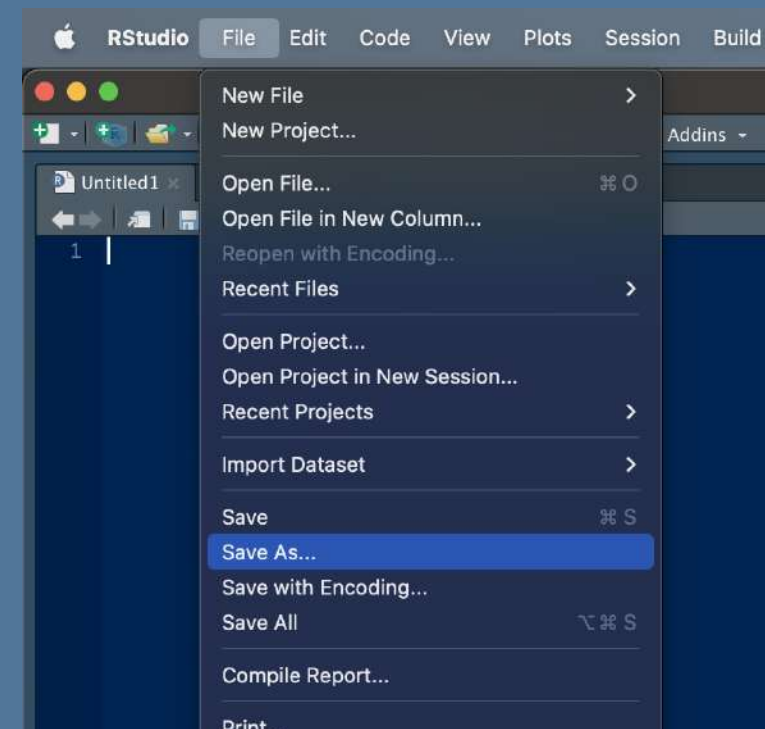 RStudio File Edit Code View Plots Session Build
New File
New Project...
Addins
Untitled1
Open File... ⌘ O
Open File in New Column...
1
Reopen with Encoding...
Recent Files
Open Project...
Open Project in New Session...
Recent Projects
Import Dataset
Save ⌘ S
Save As...
Save with Encoding...
Save All ⌥ ⌘ S
Compile Report...
Print